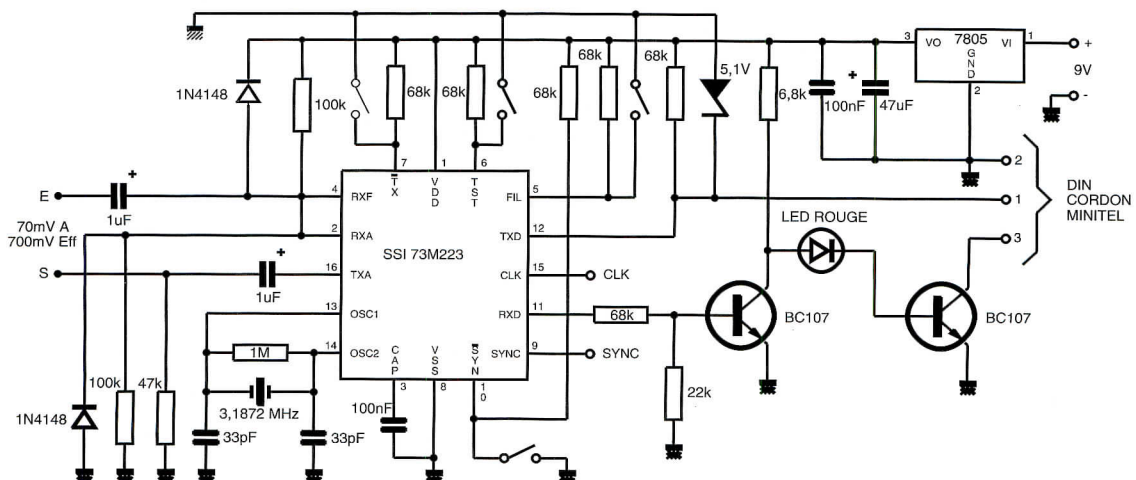 3
VO
7805
VI
1
+
GND
2
9V
-
1N4148
100k
68k
68k
68k
68k
68k
5,1V
6,8k
+
100nF
47uF
7
TX
1
VDD
6
TST
E
+
1uF
4
RXF
5
FIL
2
DIN
CORDON
MINITEL
1
3
70mV A
700mV Eff
2
RXA
12
TXD
LED ROUGE
SSI 73M223
S
+
1uF
16
TXA
15
CLK
CLK
BC107
BC107
13
OSC1
11
RXD
68k
1M
14
OSC2
9
SYNC
SYNC
CAP
VSS
SYN
3
8
10
100k
47k
3,1872 MHz
100nF
22k
1N4148
33pF
33pF